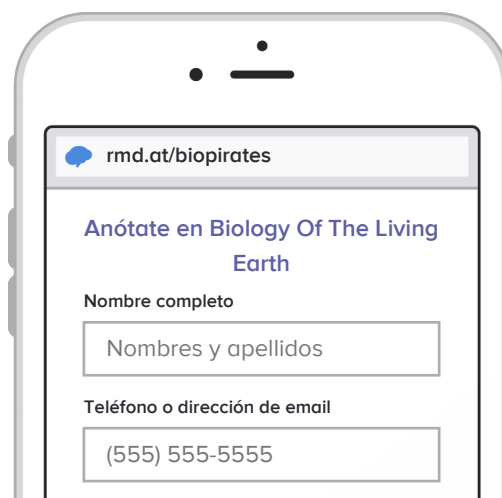 rmd.at/biopirates
Anótate en Biology Of The Living
Earth
Nombre completo
Nombres y apellidos
Teléfono o dirección de email
(555) 555-5555